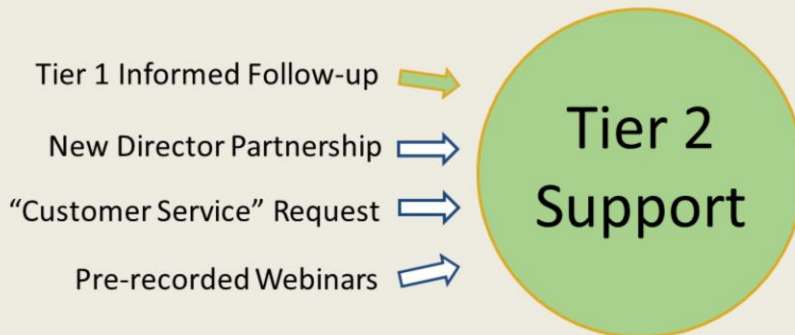 Tier 1 Informed Follow-up
New Director Partnership
“Customer Service” Request
Pre-recorded Webinars
Tier 2
Support